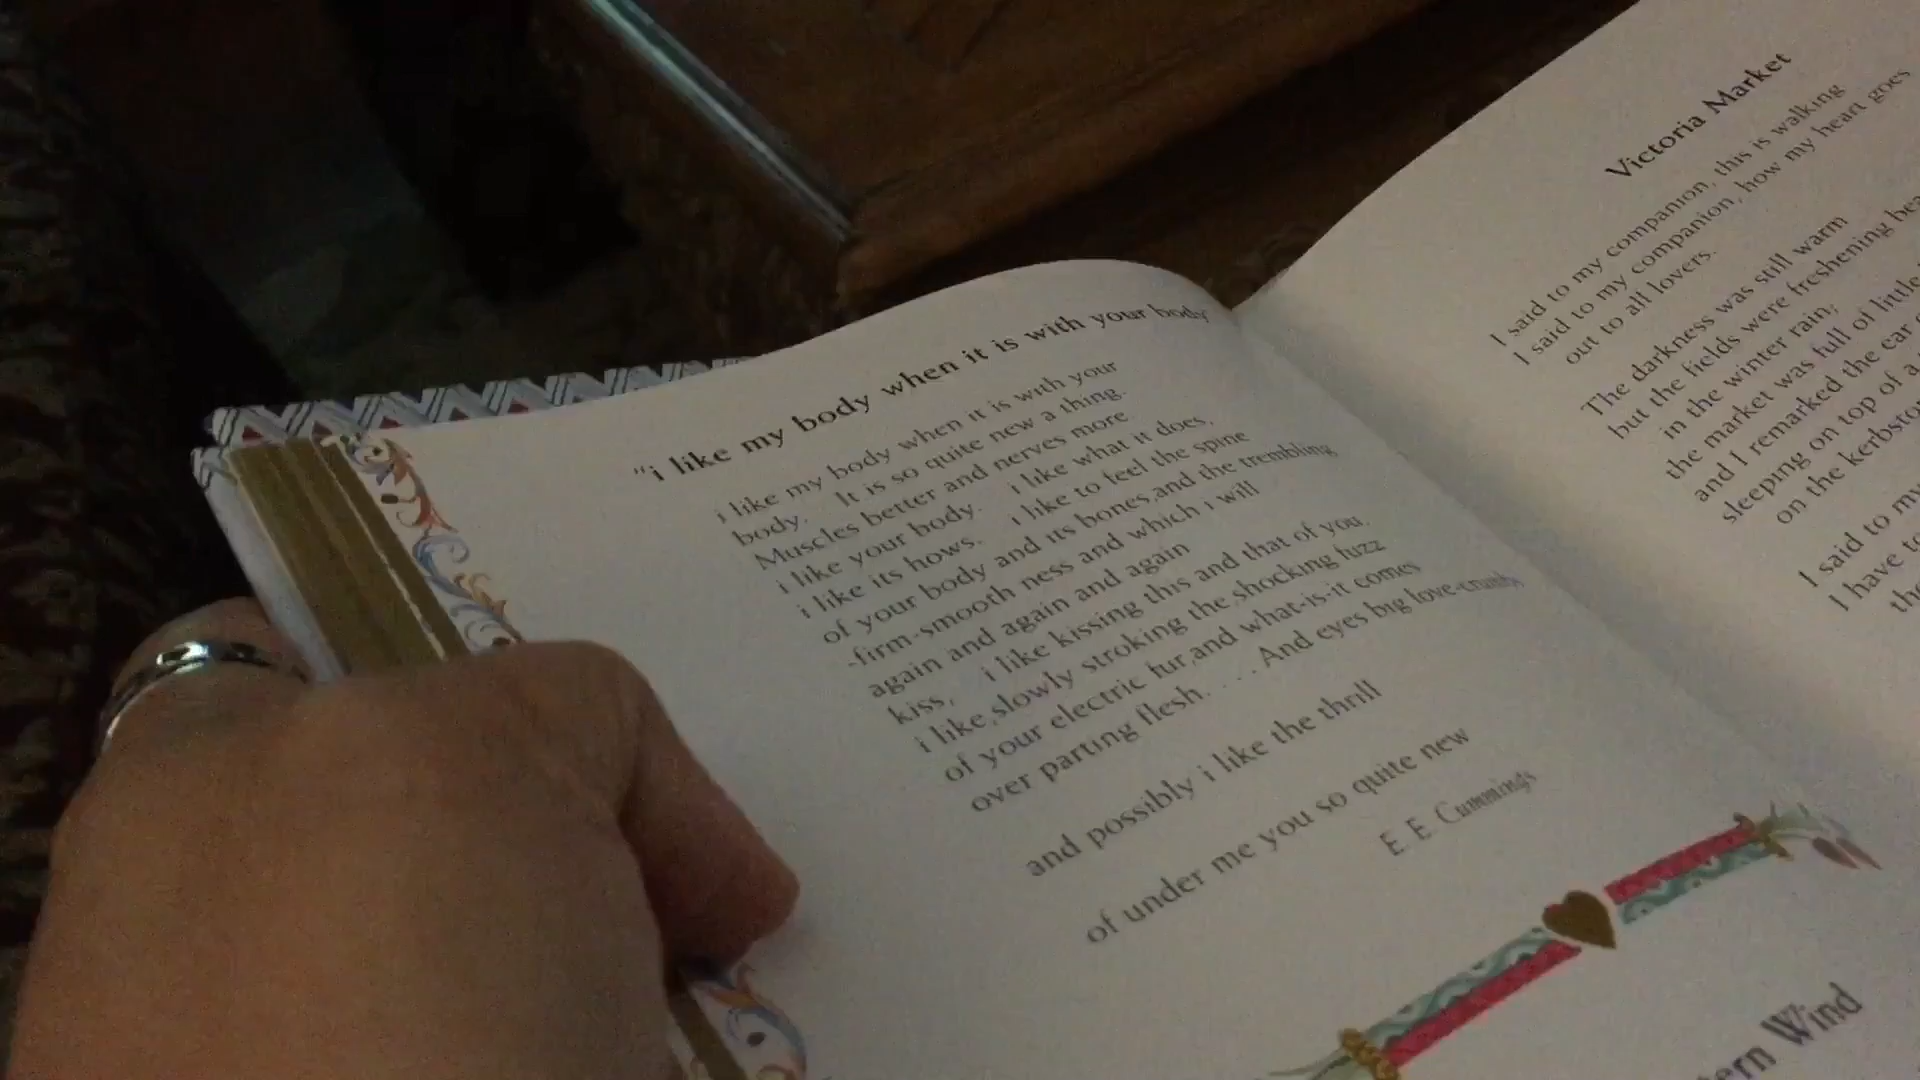 "i like my body when it is with your body
i like my body when it is with your
body. It is so quite new a thing.
Muscles better and nerves more.
i like your body. i like what it does,
i like its hows. i like to feel the spine
of your body and its bones,and the trembling
-firm-smooth ness and which i will
again and again and again
kiss, i like kissing this and that of you,
i like,slowly stroking the,shocking fuzz
of your electric fur,and what-is-it comes
over parting flesh. . . . And eyes big love-crumbs,
and possibly i like the thrill
of under me you so quite new
E. E. Cummings
tern Wind
Victoria Market
I said to my companion, this is walking
I said to my companion, how my heart goes
out to all lovers.
The darkness was still warm
but the fields were freshening
in the winter rain;
the market was full of little
and I remarked the ear
sleeping on top of a
on the
I said to my
I have